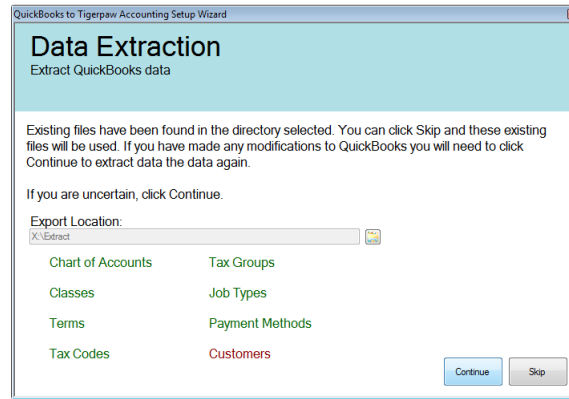 QuickBooks to Tigerpaw Accounting Setup Wizard
Data Extraction
Extract QuickBooks data
Existing files have been found in the directory selected. You can click Skip and these existing
files will be used. If you have made any modifications to QuickBooks you will need to click
Continue to extract data the data again.
If you are uncertain, click Continue.
Export Location:
X:\Extract
Chart of Accounts
Tax Groups
Classes
Job Types
Terms
Payment Methods
Tax Codes
Customers
Continue
Skip